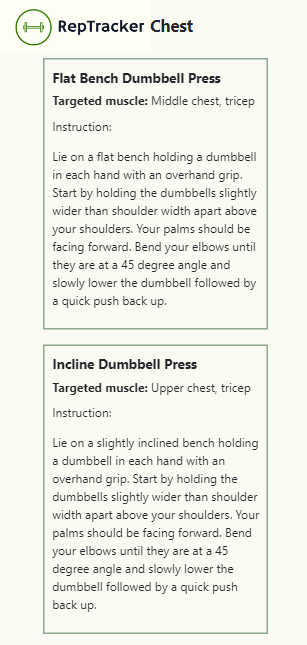 RepTracker Chest
Flat Bench Dumbbell Press
Targeted muscle: Middle chest, tricep
Instruction:
Lie on a flat bench holding a dumbbell
in each hand with an overhand grip.
Start by holding the dumbbells slightly
wider than shoulder width apart above
your shoulders. Your palms should be
facing forward. Bend your elbows until
they are at a 45 degree angle and
slowly lower the dumbbell followed by
a quick push back up.
Incline Dumbbell Press
Targeted muscle: Upper chest, tricep
Instruction:
Lie on a slightly inclined bench holding
a dumbbell in each hand with an
overhand grip. Start by holding the
dumbbells slightly wider than shoulder
width apart above your shoulders. Your
palms should be facing forward. Bend
your elbows until they are at a 45
degree angle and slowly lower the
dumbbell followed by a quick push
back up.